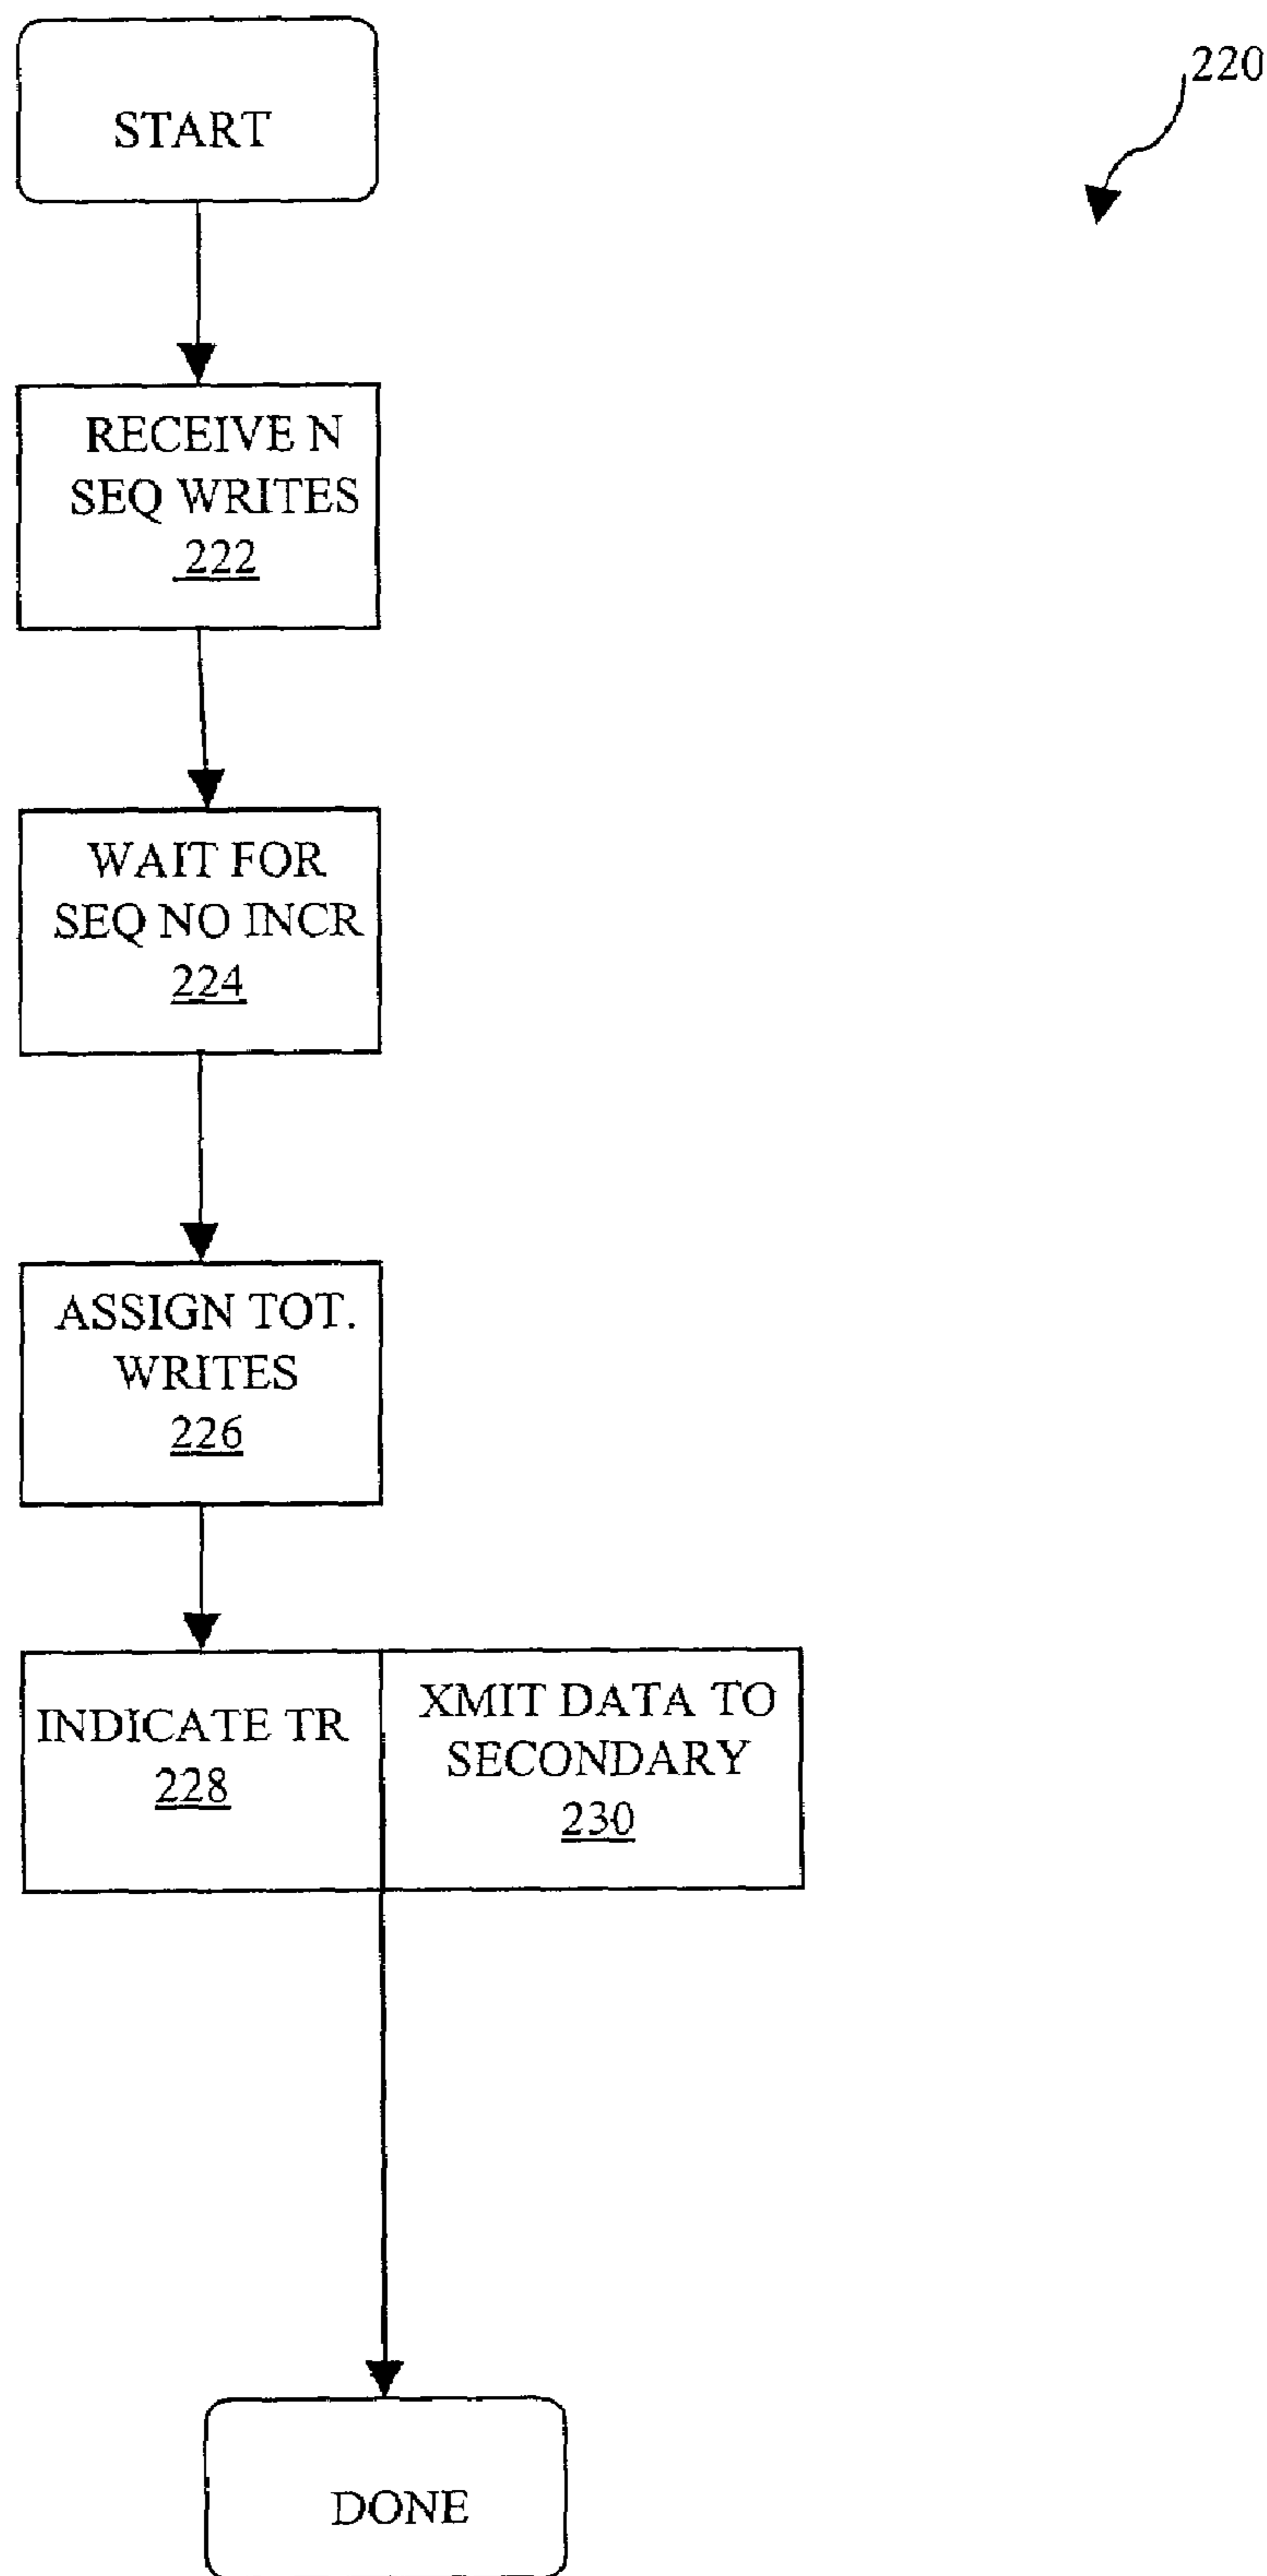 START
220
RECEIVE N
SEQ WRITES
222
WAIT FOR
SEQ NO INCR
224
ASSIGN TOT.
WRITES
226
INDICATE TR
228
XMIT DATA TO
SECONDARY
230
DONE